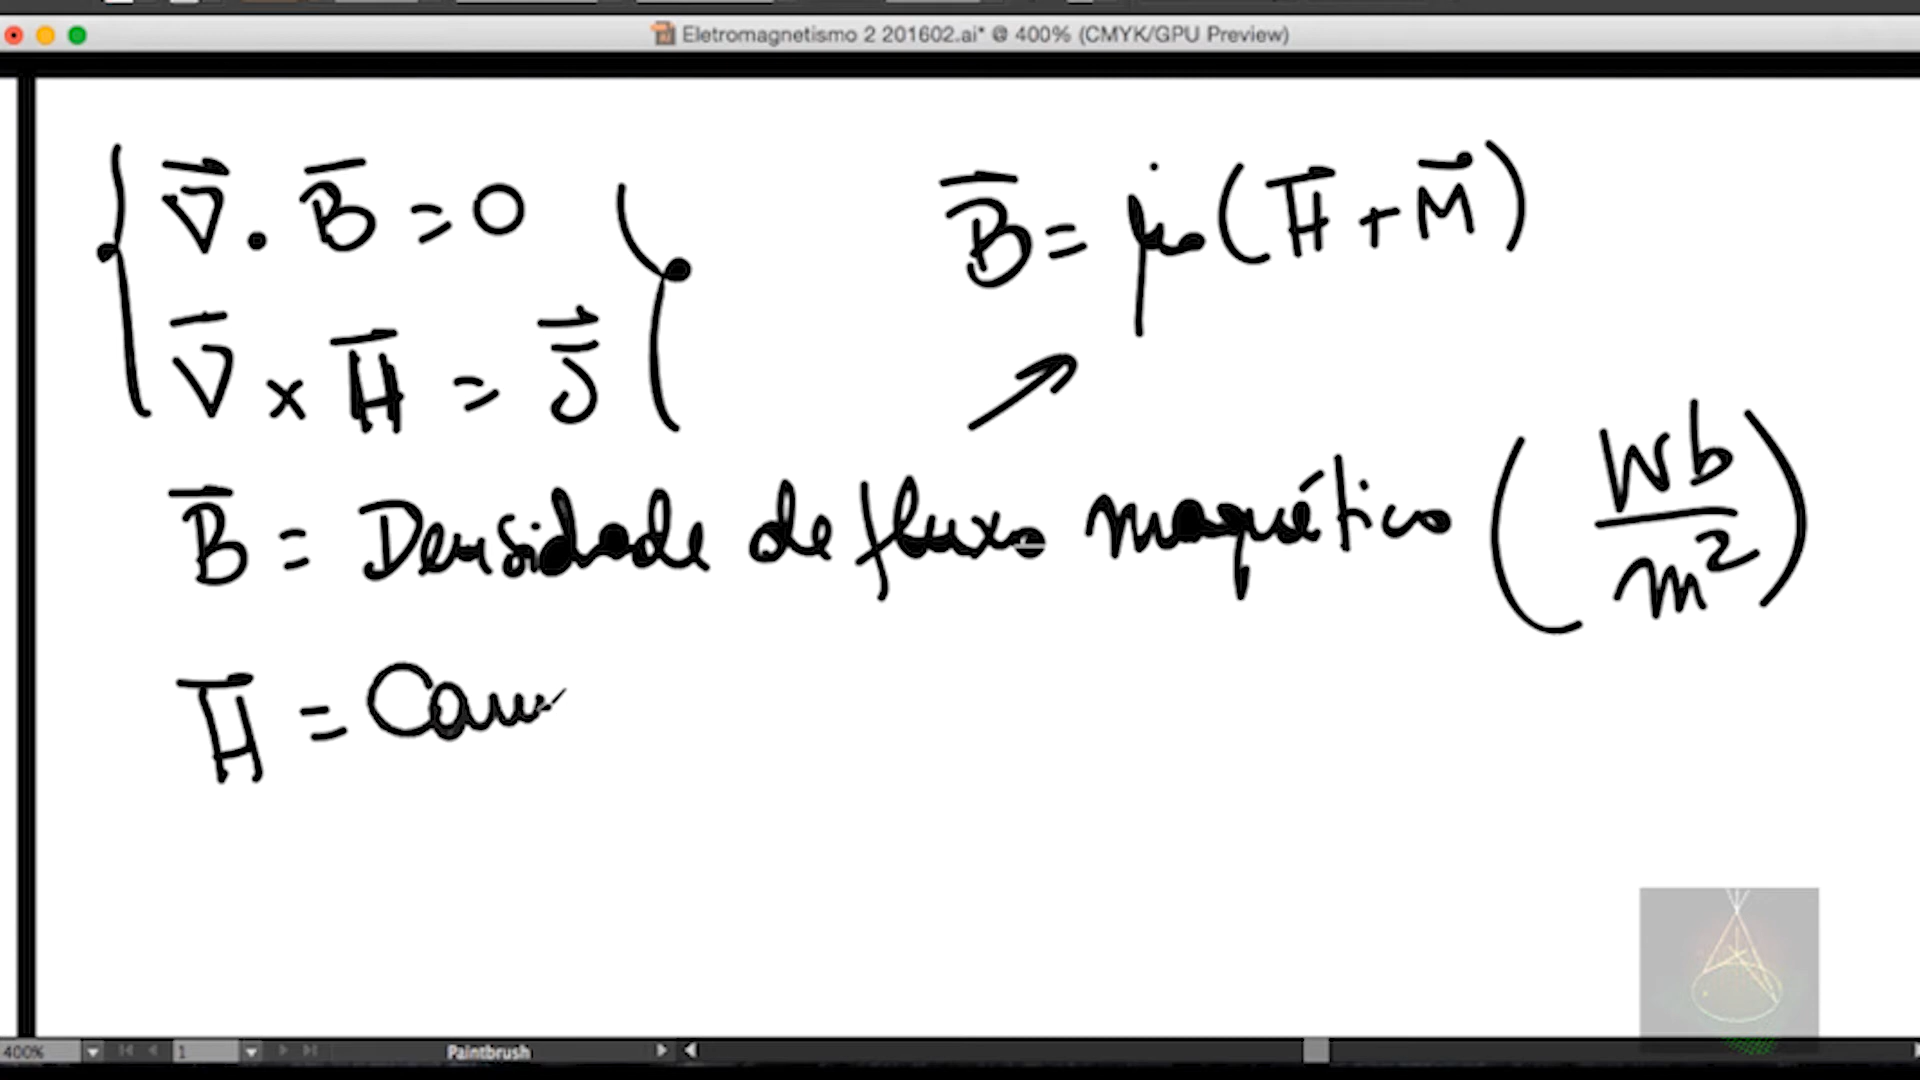 Eletromagnetismo 2 201602.ai* @ 400% (CMYK/GPU Preview)
∇⃗ · B̅ = 0
B̅ = μ₀(H̅ + M⃗)
∇̅ × H̅ = J⃗
B̅ = Densidade de fluxo magnético (Wb/m²)
H̅ = Cam
400% 1 Paintbrush